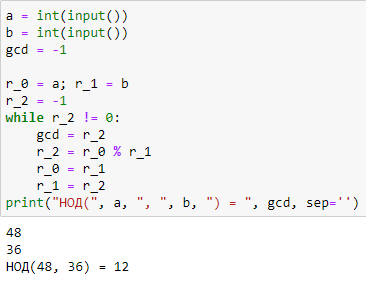 a = int(input())
b = int(input())
gcd = -1

r_0 = a; r_1 = b
r_2 = -1
while r_2 != 0:
    gcd = r_2
    r_2 = r_0 % r_1
    r_0 = r_1
    r_1 = r_2
print("НОД(", a, ", ", b, ") = ", gcd, sep='')
48
36
НОД(48, 36) = 12